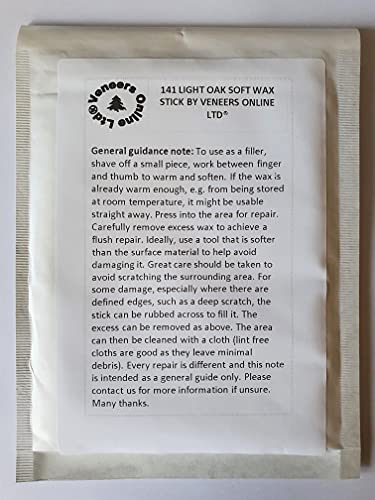 Veneers Online Ltd®
141 LIGHT OAK SOFT WAX
STICK BY VENEERS ONLINE
LTD®
General guidance note: To use as a filler,
shave off a small piece, work between finger
and thumb to warm and soften. If the wax is
already warm enough, e.g. from being stored
at room temperature, it might be usable
straight away. Press into the area for repair.
Carefully remove excess wax to achieve a
flush repair. Ideally, use a tool that is softer
than the surface material to help avoid
damaging it. Great care should be taken to
avoid scratching the surrounding area. For
some damage, especially where there are
defined edges, such as a deep scratch, the
stick can be rubbed across to fill it. The
excess can be removed as above. The area
can then be cleaned with a cloth (lint free
cloths are good as they leave minimal
debris). Every repair is different and this note
is intended as a general guide only. Please
contact us for more information if unsure.
Many thanks.